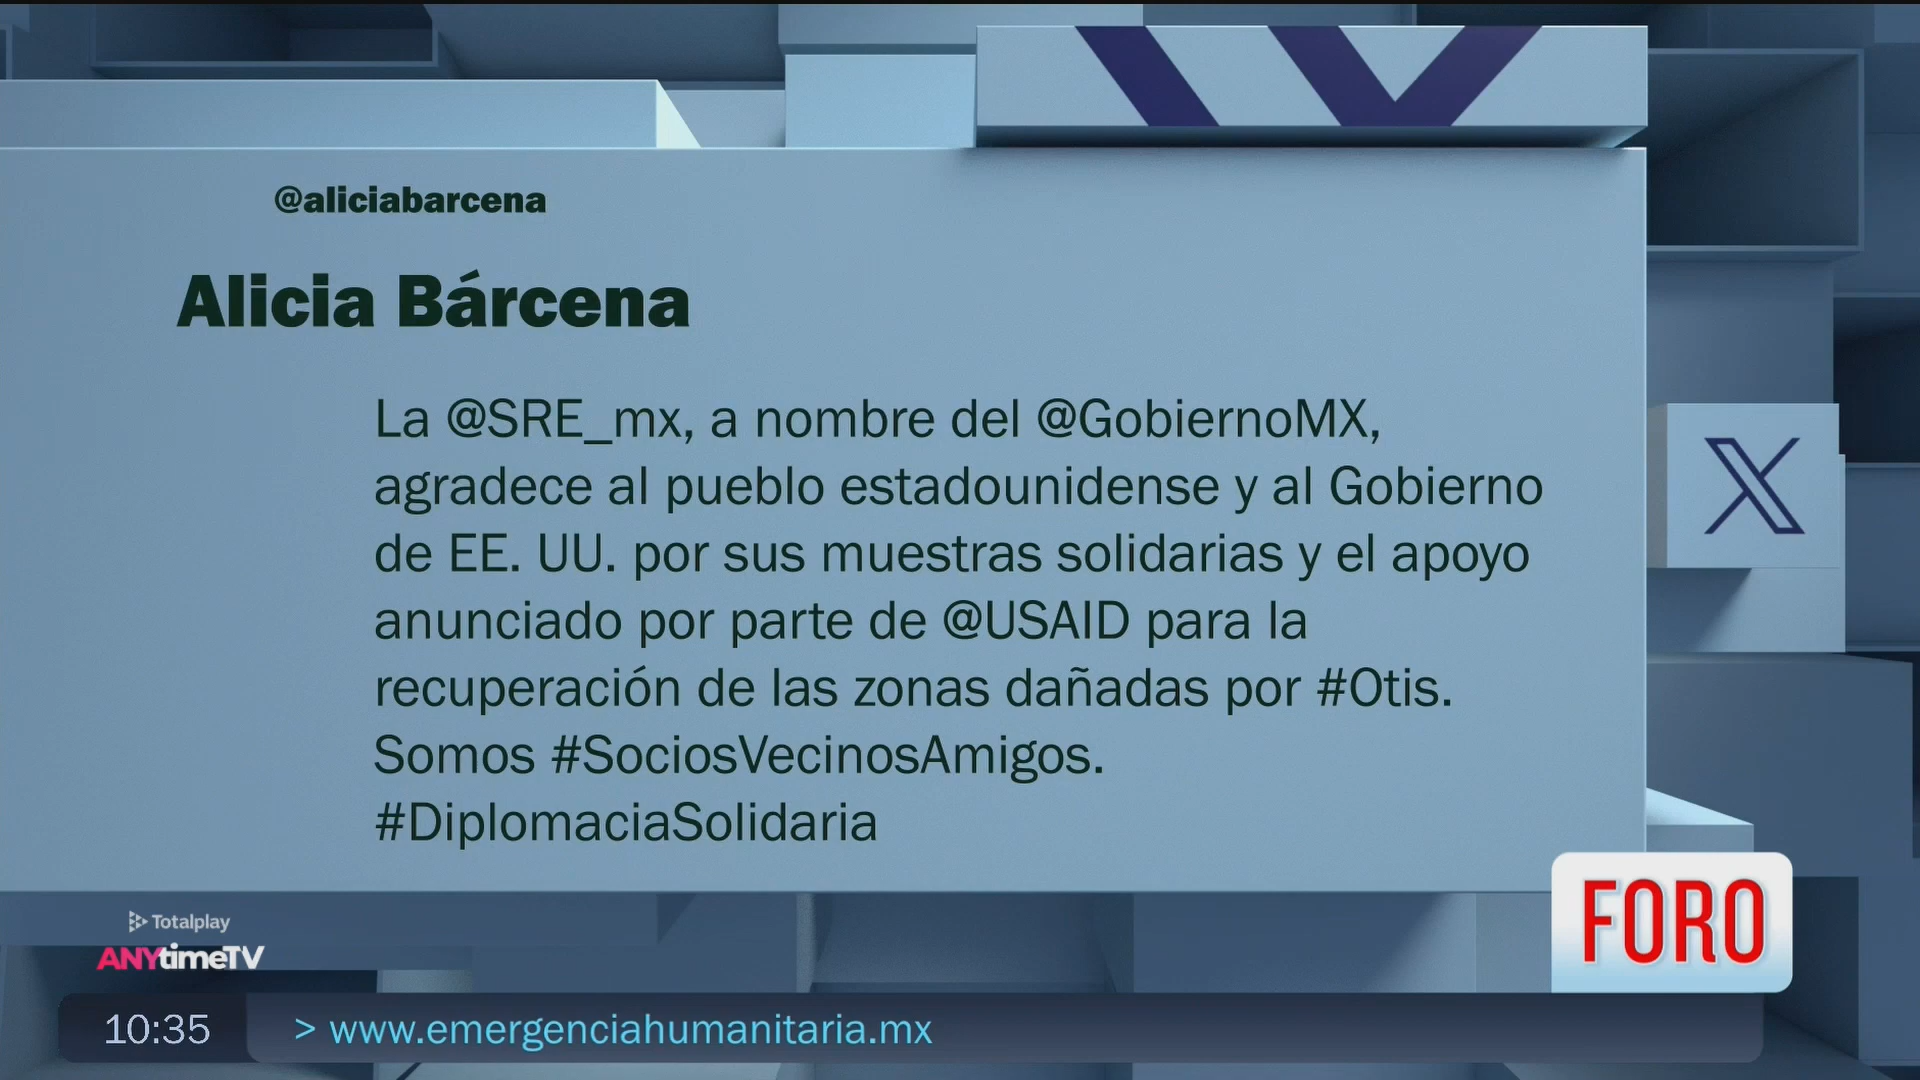 @aliciabarcena
Alicia Bárcena
La @SRE_mx, a nombre del @GobiernoMX,
agradece al pueblo estadounidense y al Gobierno
de EE. UU. por sus muestras solidarias y el apoyo
anunciado por parte de @USAID para la
recuperación de las zonas dañadas por #Otis.
Somos #SociosVecinosAmigos.
#DiplomaciaSolidaria
X
FORO
Totalplay
ANYtimeTV
10:35
> www.emergenciahumanitaria.mx